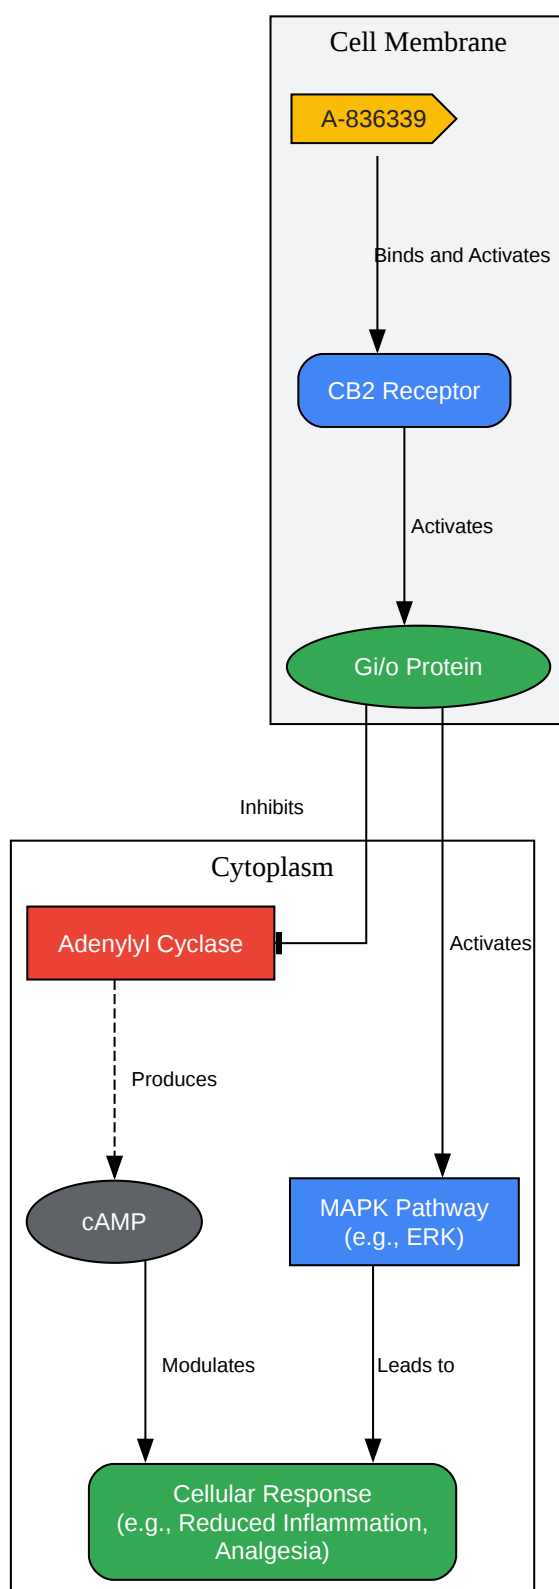 Cell Membrane
A-836339
Binds and Activates
CB2 Receptor
Activates
Gi/o Protein
Inhibits
Cytoplasm
Adenylyl Cyclase
Activates
Produces
cAMP
MAPK Pathway
(e.g., ERK)
Modulates
Leads to
Cellular Response
(e.g., Reduced Inflammation,
Analgesia)